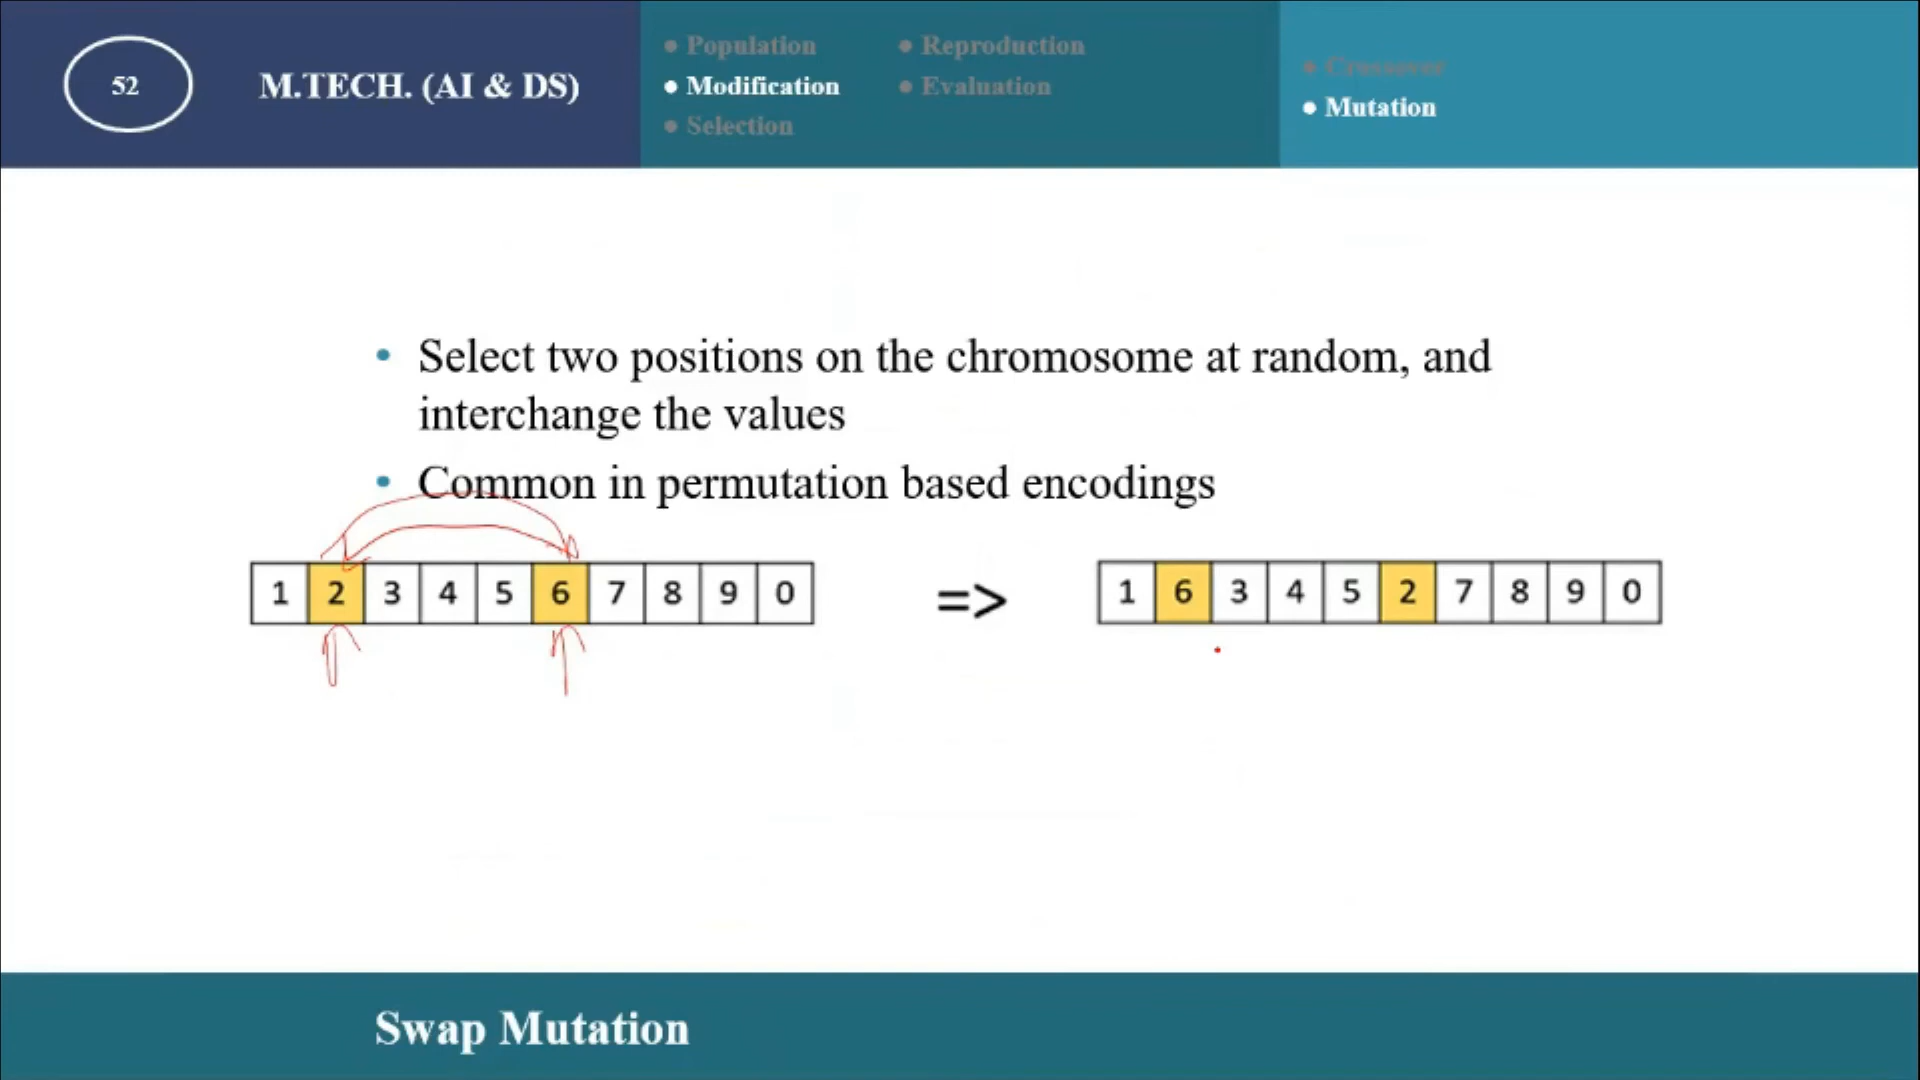 52
M.TECH. (AI & DS)
● Population
● Modification
● Selection
● Reproduction
● Evaluation
● Crossover
● Mutation
• Select two positions on the chromosome at random, and
interchange the values
• Common in permutation based encodings
1 2 3 4 5 6 7 8 9 0 => 1 6 3 4 5 2 7 8 9 0
Swap Mutation